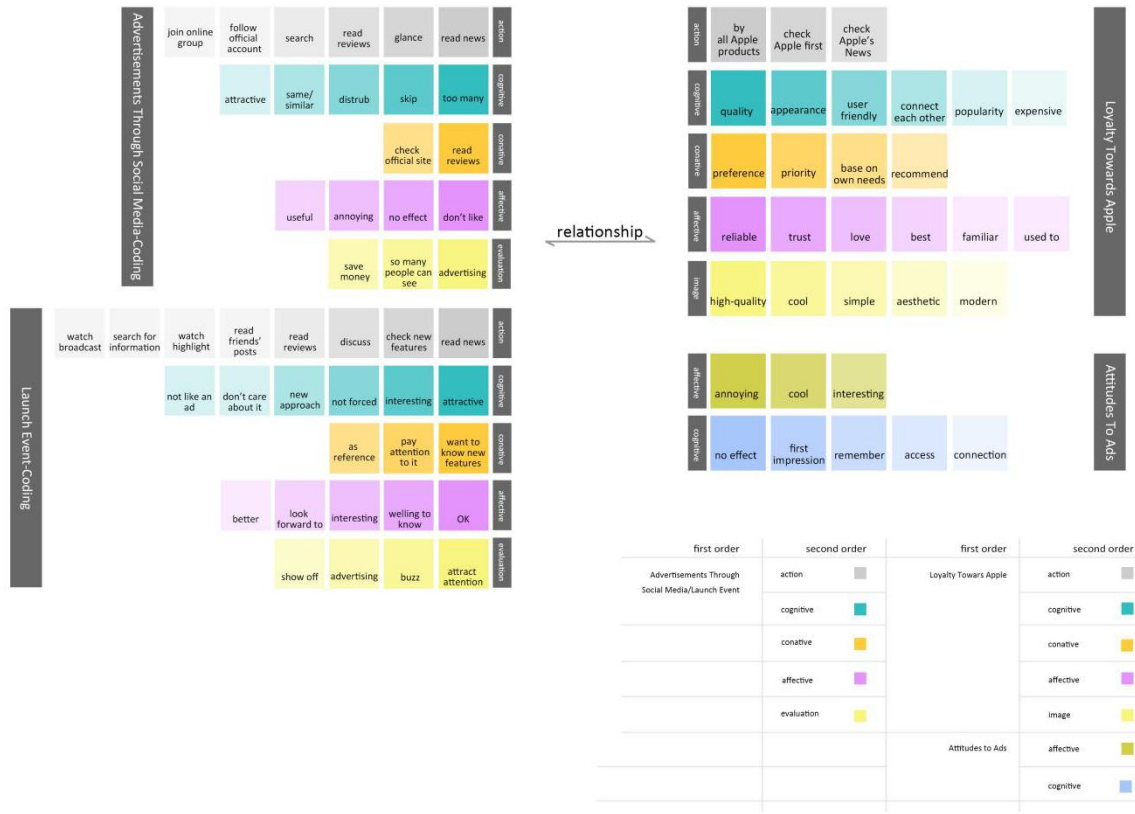 Advertisements Through Social Media-Coding
join online
group
follow
official
account
search
read
reviews
glance
read news
action
attractive
same/
similar
distrub
skip
too many
cognitive
check
official site
read
reviews
conative
useful
annoying
no effect
don't like
affective
save
money
so many
people can
see
advertising
evaluation
Launch Event-Coding
watch
broadcast
search for
information
watch
highlight
read
friends'
posts
read
reviews
discuss
check new
features
read news
action
not like an
ad
don't care
about it
new
approach
not forced
interesting
attractive
cognitive
as
reference
pay
attention
to it
want to
know new
features
conative
better
look
forward to
interesting
welling to
know
OK
affective
show off
advertising
buzz
attract
attention
evaluation
relationship
action
by
all Apple
products
check
Apple first
check
Apple's
News
cognitive
quality
appearance
user
friendly
connect
each other
popularity
expensive
conative
preference
priority
base on
own needs
recommend
affective
reliable
trust
love
best
familiar
used to
image
high-quality
cool
simple
aesthetic
modern
Loyalty Towards Apple
affective
annoying
cool
interesting
cognitive
no effect
first
impression
remember
access
connection
Attitudes To Ads
first order
second order
first order
second order
Advertisements Through
Social Media/Launch Event
action
Loyalty Towars Apple
action
cognitive
cognitive
conative
conative
affective
affective
evaluation
image
Attitudes to Ads
affective
cognitive